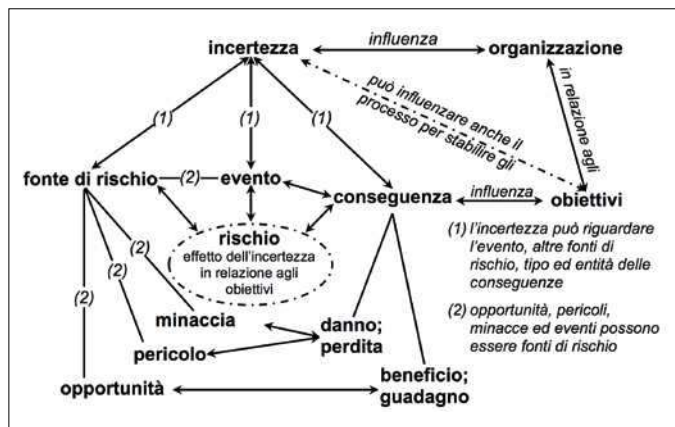 incertezza
influenza
organizzazione
può influenzare anche il
processo per stabilire gli
in relazione agli
(1)
(1)
(1)
fonte di rischio
(2)
evento
conseguenza
influenza
obiettivi
rischio
effetto dell'incertezza
in relazione agli
obiettivi
(1) l'incertezza può riguardare
l'evento, altre fonti di
rischio, tipo ed entità delle
conseguenze
(2)
(2)
(2)
minaccia
pericolo
opportunità
danno;
perdita
beneficio;
guadagno
(2) opportunità, pericoli,
minacce ed eventi possono
essere fonti di rischio